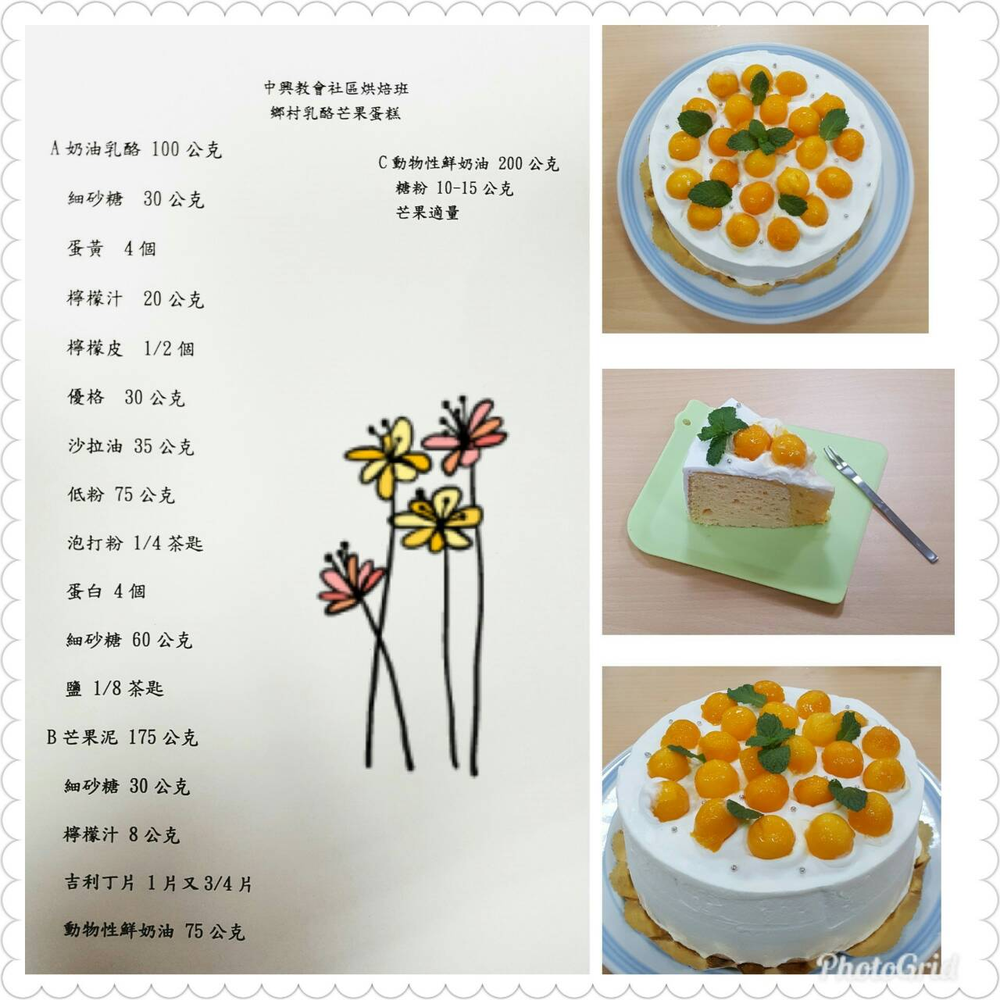 中興教會社區烘焙班
鄉村乳酪芒果蛋糕
A 奶油乳酪 100 公克
細砂糖 30 公克
蛋黃 4 個
檸檬汁 20 公克
檸檬皮 1/2 個
優格 30 公克
沙拉油 35 公克
低粉 75 公克
泡打粉 1/4 茶匙
蛋白 4 個
細砂糖 60 公克
鹽 1/8 茶匙
B 芒果泥 175 公克
細砂糖 30 公克
檸檬汁 8 公克
吉利丁片 1 片又 3/4 片
動物性鮮奶油 75 公克
C 動物性鮮奶油 200 公克
糖粉 10-15 公克
芒果適量
PhotoGrid